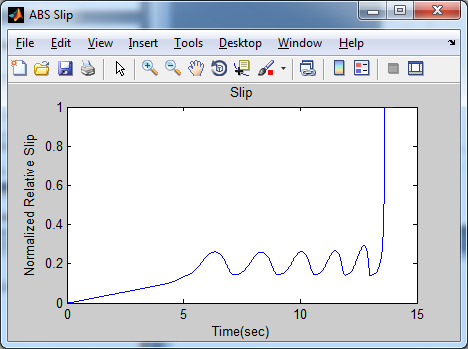 ABS Slip
File Edit View Insert Tools Desktop Window Help
Slip
Normalized Relative Slip
1
0.8
0.6
0.4
0.2
0
0 5 10 15
Time(sec)